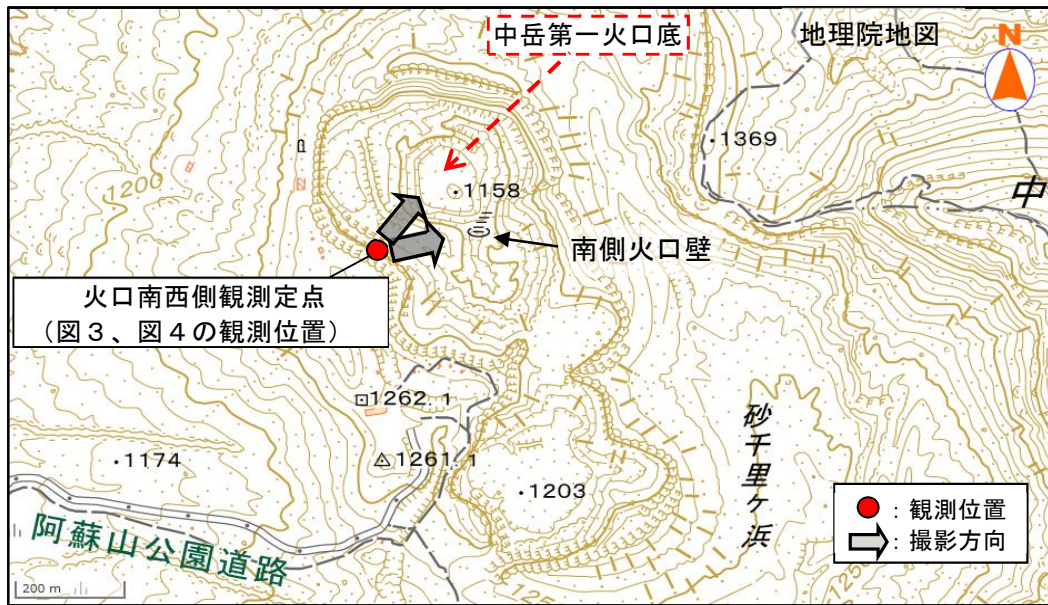 中岳第一火口底
地理院地図
N
1369
1200
1158
中
南側火口壁
火口南西側観測定点
（図３、図４の観測位置）
1262.1
砂千里ヶ浜
1174
1261.1
1203
●：観測位置
：撮影方向
阿蘇山公園道路
200 m